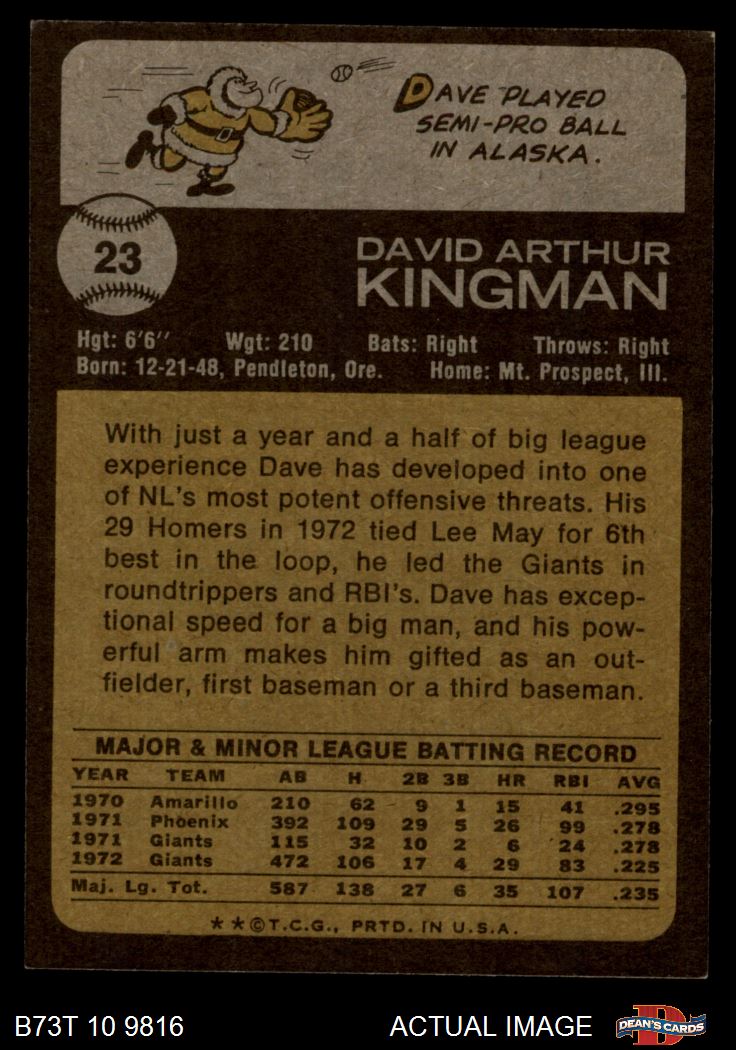 DAVE PLAYED
SEMI-PRO BALL
IN ALASKA.
23
DAVID ARTHUR
KINGMAN
Hgt: 6'6" Wgt: 210 Bats: Right Throws: Right
Born: 12-21-48, Pendleton, Ore. Home: Mt. Prospect, Ill.
With just a year and a half of big league
experience Dave has developed into one
of NL's most potent offensive threats. His
29 Homers in 1972 tied Lee May for 6th
best in the loop, he led the Giants in
roundtrippers and RBI's. Dave has excep-
tional speed for a big man, and his pow-
erful arm makes him gifted as an out-
fielder, first baseman or a third baseman.
MAJOR & MINOR LEAGUE BATTING RECORD
YEAR TEAM AB H 2B 3B HR RBI AVG
1970 Amarillo 210 62 9 1 15 41 .295
1971 Phoenix 392 109 29 5 26 99 .278
1971 Giants 115 32 10 2 6 24 .278
1972 Giants 472 106 17 4 29 83 .225
Maj. Lg. Tot. 587 138 27 6 35 107 .235
**©T.C.G., PRTD. IN U.S.A.
B73T 10 9816 ACTUAL IMAGE D DEAN'S CARDS